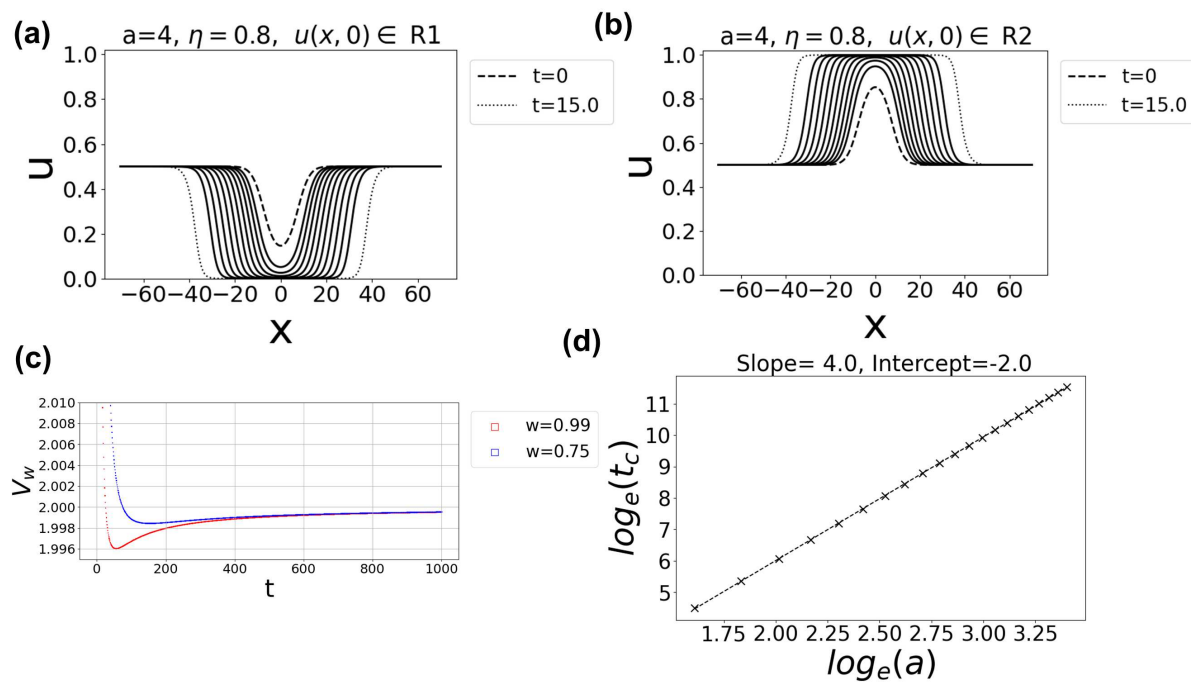 (a)
a=4, η = 0.8, u(x, 0) ∈ R1
1.0
0.8
0.6
0.4
0.2
0.0
u
−60 −40 −20 0 20 40 60
x
t=0
t=15.0
(b)
a=4, η = 0.8, u(x, 0) ∈ R2
1.0
0.8
0.6
0.4
0.2
0.0
u
−60 −40 −20 0 20 40 60
x
t=0
t=15.0
(c)
2.010
2.008
2.006
2.004
2.002
2.000
1.998
1.996
V_w
0 200 400 600 800 1000
t
w=0.99
w=0.75
(d)
Slope= 4.0, Intercept=-2.0
11
10
9
8
7
6
5
log_e(t_c)
1.75 2.00 2.25 2.50 2.75 3.00 3.25
log_e(a)